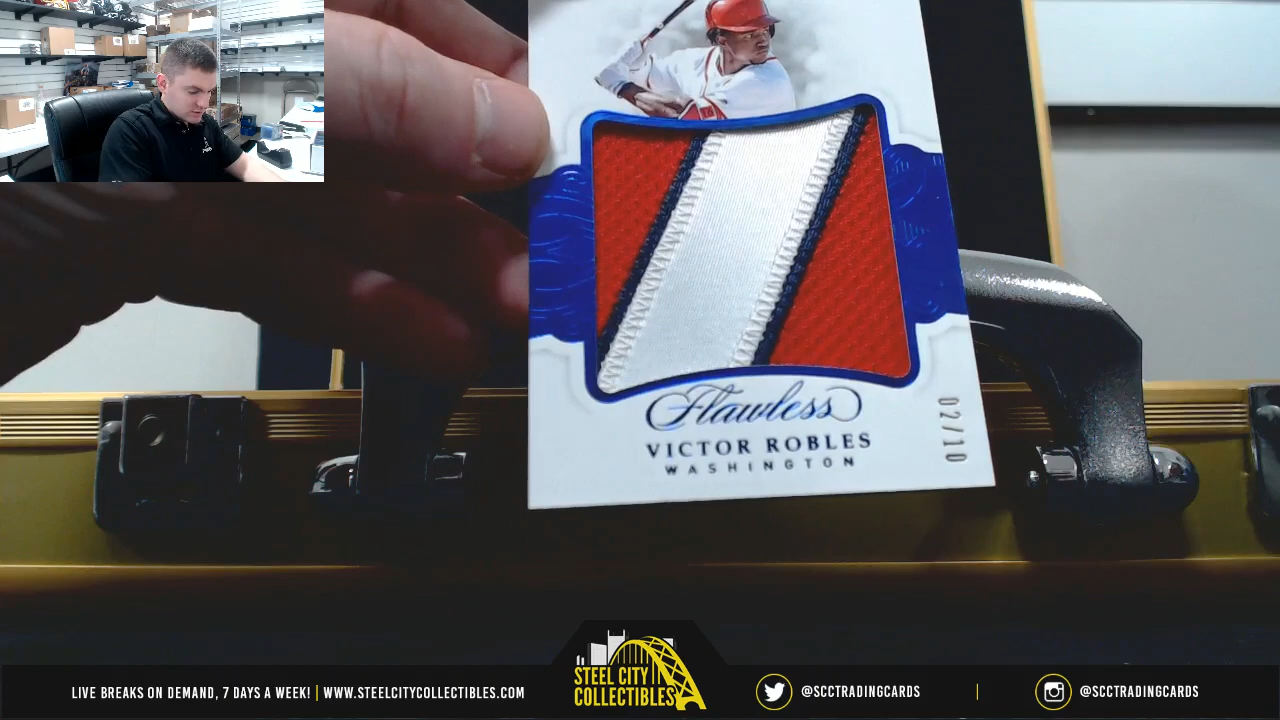 Flawless
VICTOR ROBLES
WASHINGTON
02/10
STEEL CITY
COLLECTIBLES
LIVE BREAKS ON DEMAND, 7 DAYS A WEEK! | WWW.STEELCITYCOLLECTIBLES.COM
@SCCTRADINGCARDS | @SCCTRADINGCARDS